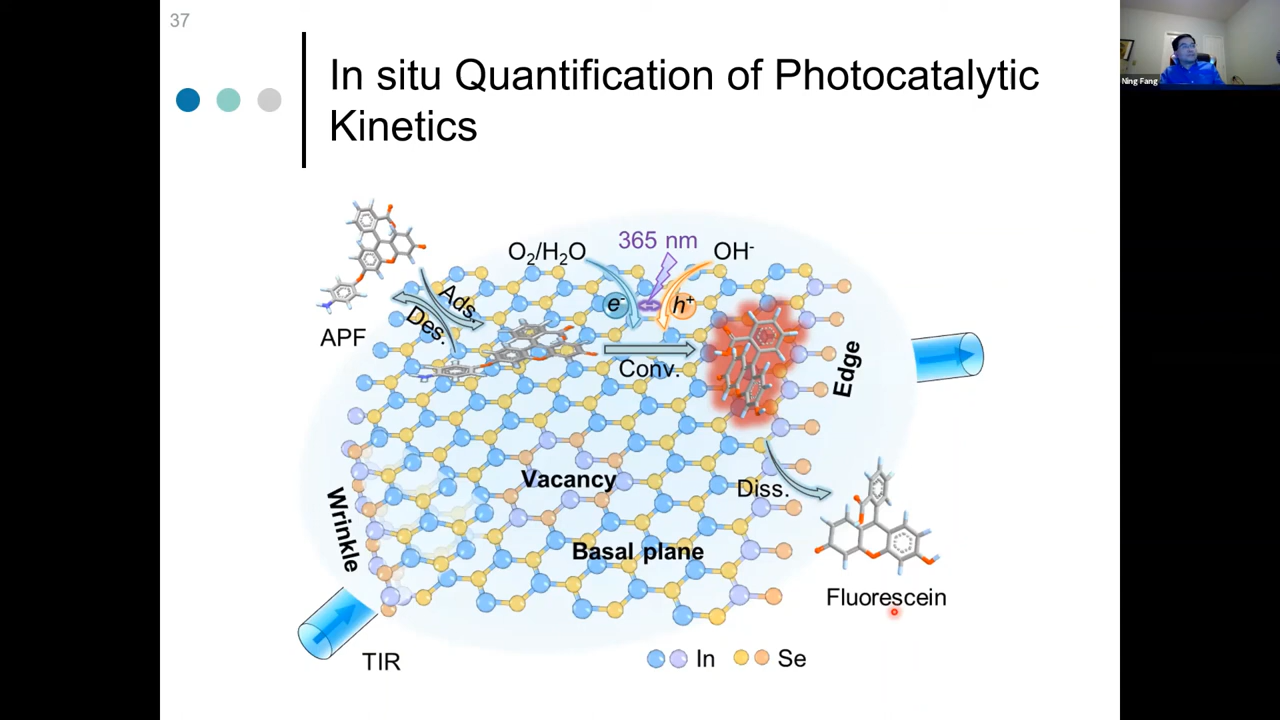 37
In situ Quantification of Photocatalytic
Kinetics
Ning Fang
O₂/H₂O
365 nm
OH⁻
Ads.
Des.
e⁻
h⁺
APF
Conv.
Edge
Vacancy
Diss.
Wrinkle
Basal plane
Fluorescein
TIR
In
Se